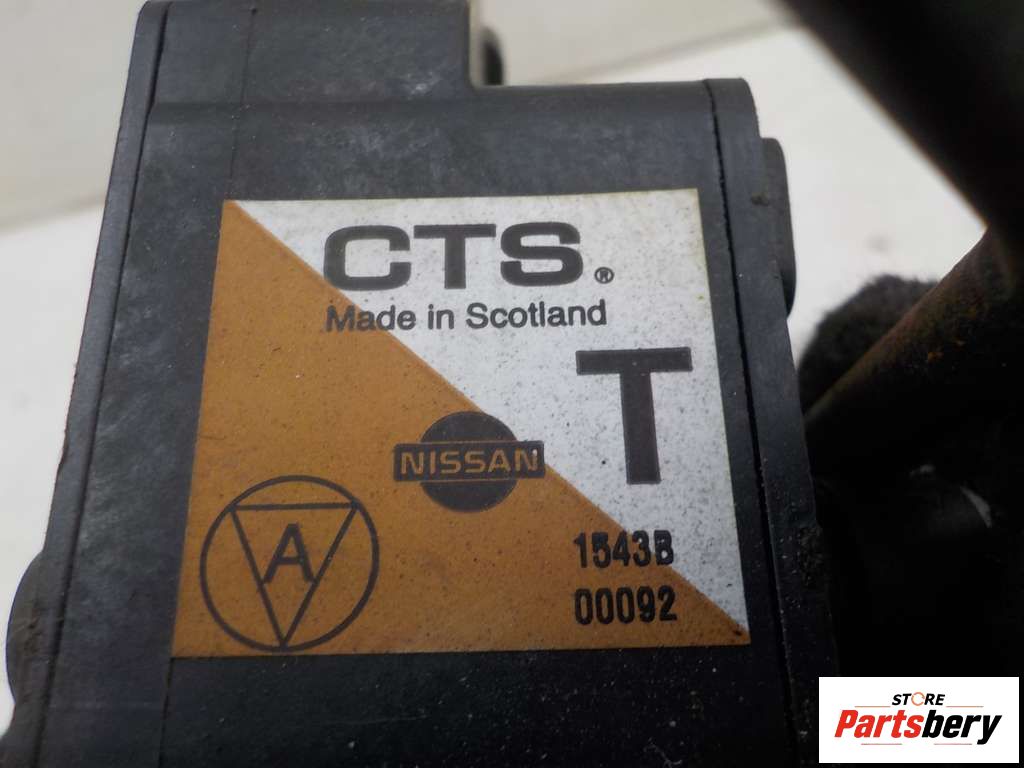 CTS®
Made in Scotland
T
NISSAN
A
1543B
00092
STORE
Partsbery